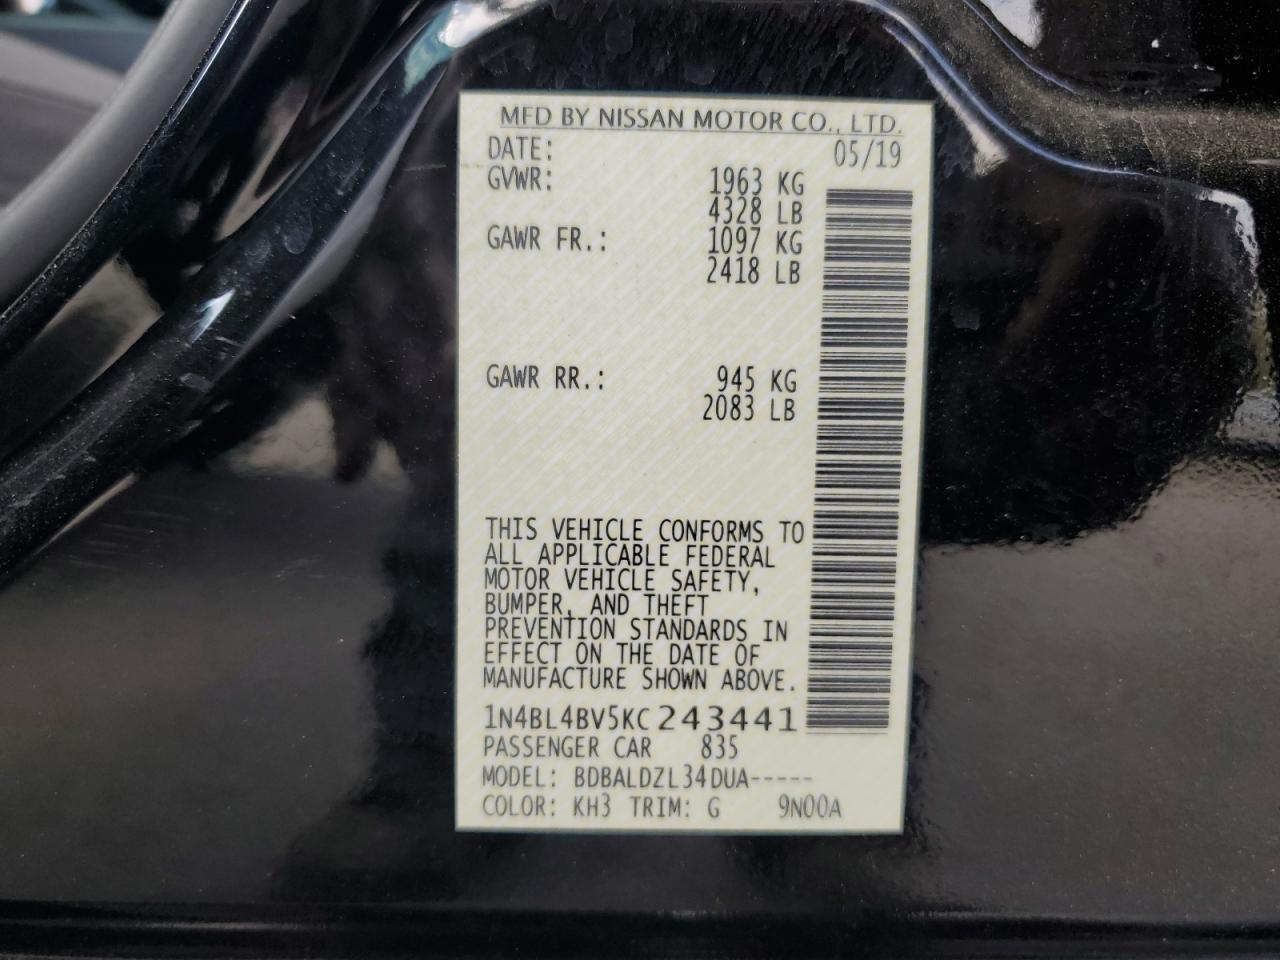 MFD BY NISSAN MOTOR CO., LTD.
DATE: 05/19
GVWR: 1963 KG
4328 LB
GAWR FR.: 1097 KG
2418 LB
GAWR RR.: 945 KG
2083 LB
THIS VEHICLE CONFORMS TO
ALL APPLICABLE FEDERAL
MOTOR VEHICLE SAFETY,
BUMPER, AND THEFT
PREVENTION STANDARDS IN
EFFECT ON THE DATE OF
MANUFACTURE SHOWN ABOVE.
1N4BL4BV5KC243441
PASSENGER CAR 835
MODEL: BDBALDZL34DUA-----
COLOR: KH3 TRIM: G 9N00A